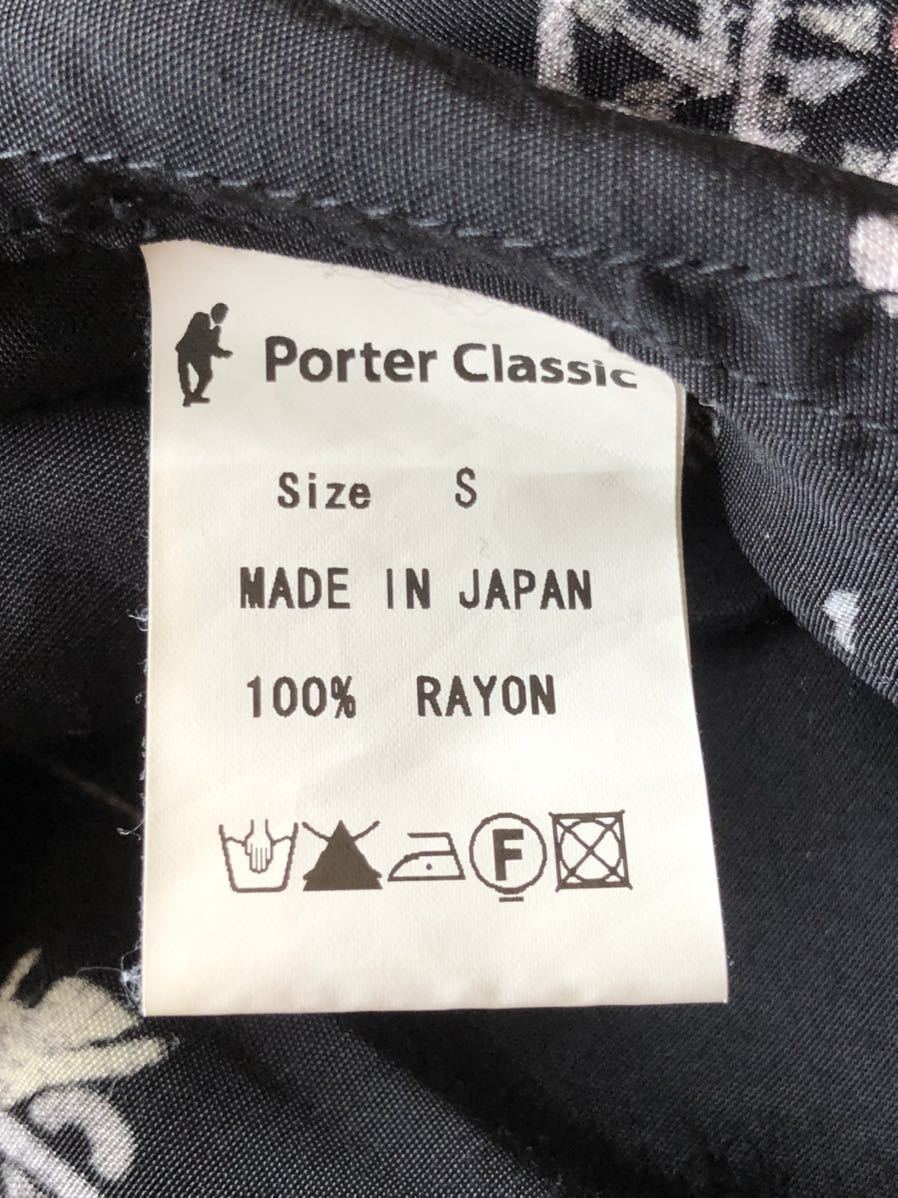 Porter Classic
Size S
MADE IN JAPAN
100% RAYON
F